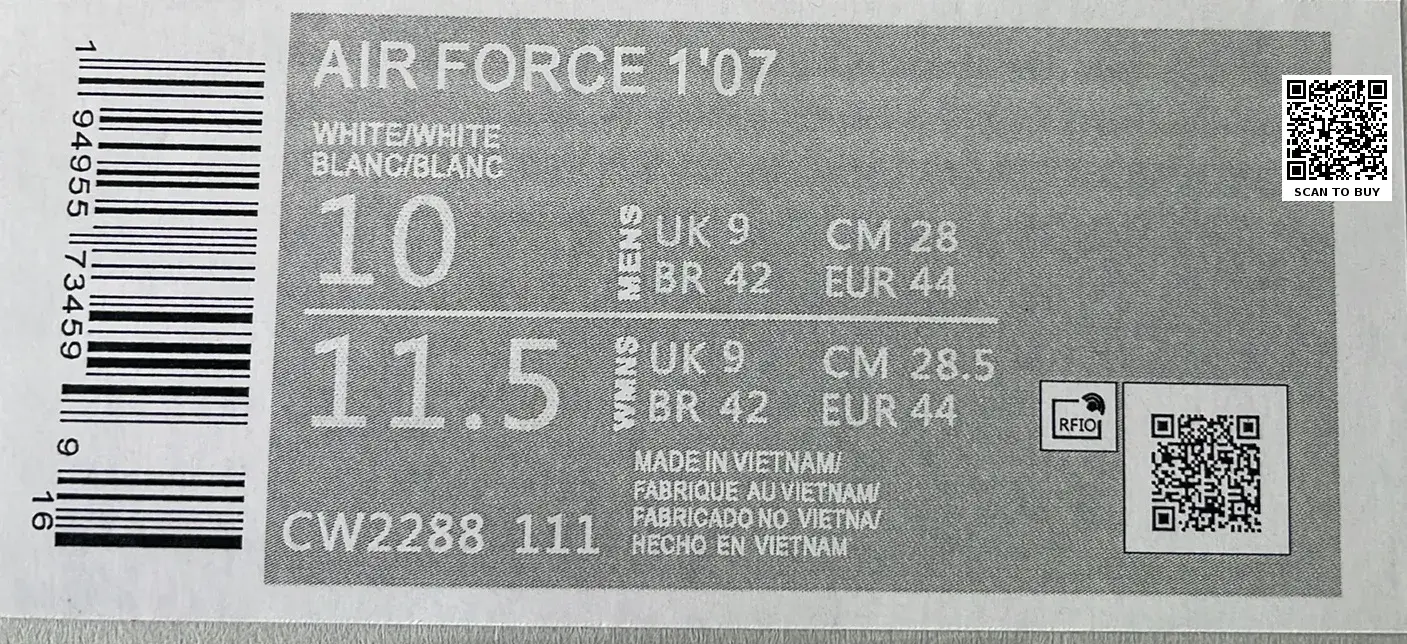 AIR FORCE 1'07
WHITE/WHITE
BLANC/BLANC
10
MENS
UK 9
CM 28
BR 42
EUR 44
11.5
WMNS
UK 9
CM 28.5
BR 42
EUR 44
MADE IN VIETNAM/
FABRIQUE AU VIETNAM/
FABRICADO NO VIETNA/
HECHO EN VIETNAM
CW2288 111
RFIO
SCAN TO BUY
1 94955 73459 9
16